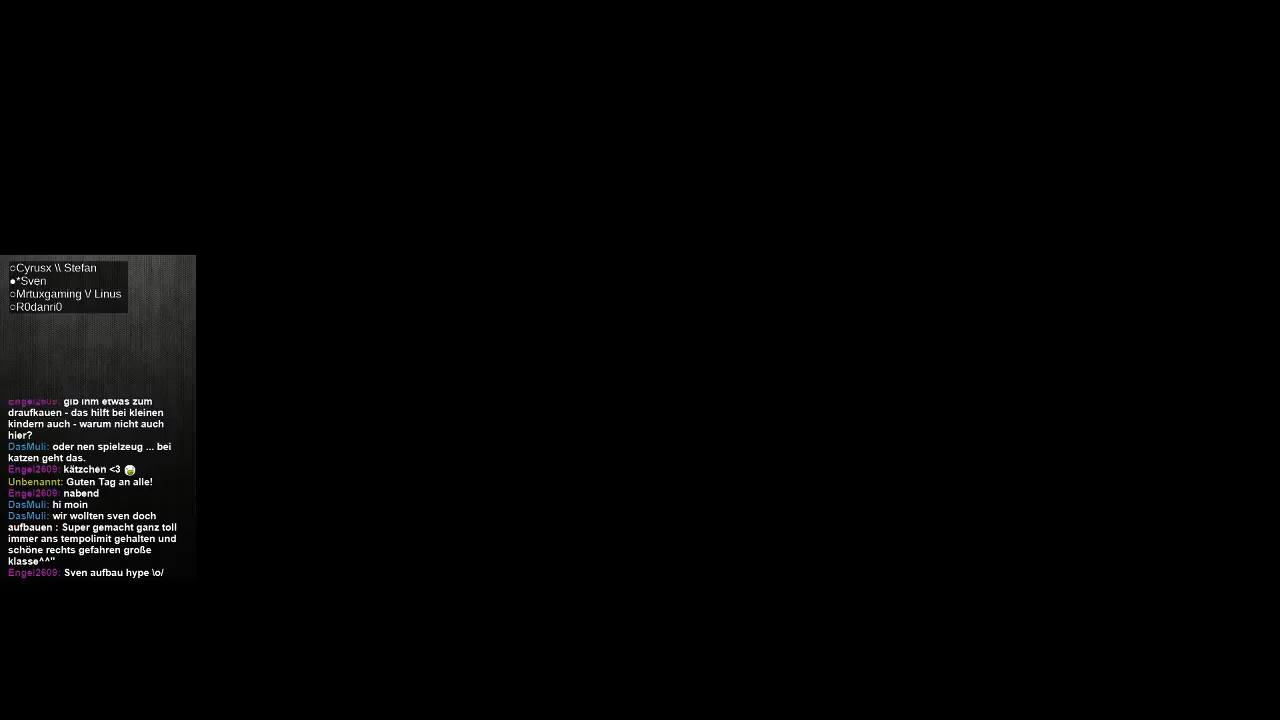 ○Cyrusx \\ Stefan
●*Sven
○Mrtuxgaming \/ Linus
○R0danri0
Engel2609: gib ihm etwas zum
draufkauen - das hilft bei kleinen
kindern auch - warum nicht auch
hier?
DasMuli: oder nen spielzeug ... bei
katzen geht das.
Engel2609: kätzchen <3
Unbenannt: Guten Tag an alle!
Engel2609: nabend
DasMuli: hi moin
DasMuli: wir wollten sven doch
aufbauen : Super gemacht ganz toll
immer ans tempolimit gehalten und
schöne rechts gefahren große
klasse^^"
Engel2609: Sven aufbau hype \o/